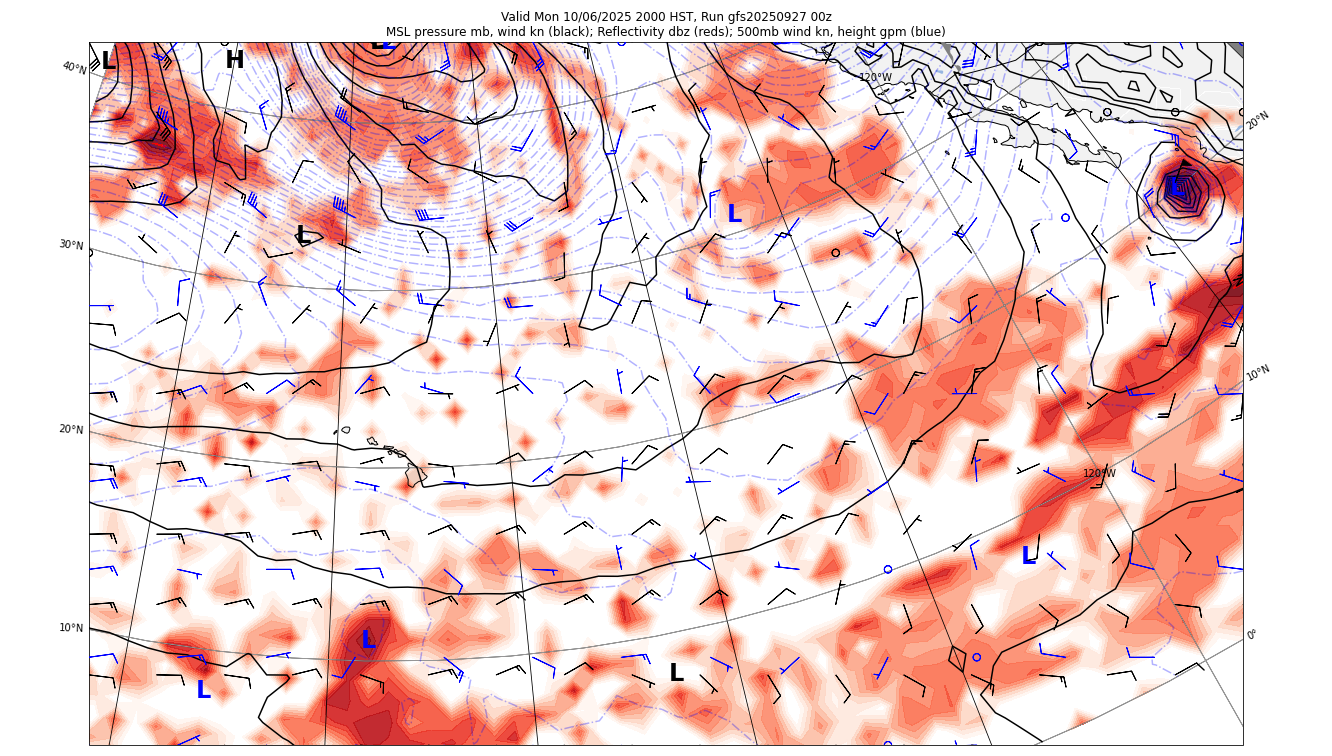 Valid Mon 10/06/2025 2000 HST, Run gfs20250927 00z
MSL pressure mb, wind kn (black); Reflectivity dbz (reds); 500mb wind kn, height gpm (blue)
L
H
L
40°N
120°W
20°N
L
L
30°N
10°N
20°N
120°W
L
10°N
L
0°
L
L